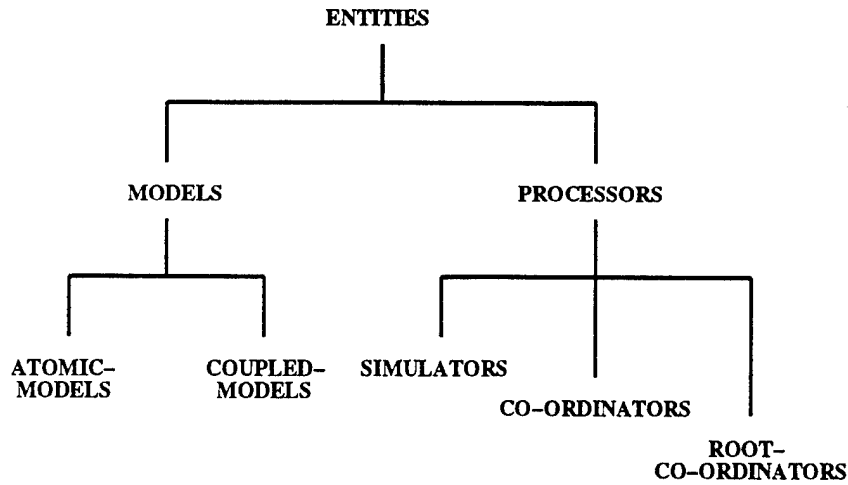 ENTITIES
MODELS
PROCESSORS
ATOMIC-
MODELS
COUPLED-
MODELS
SIMULATORS
CO-ORDINATORS
ROOT-
CO-ORDINATORS